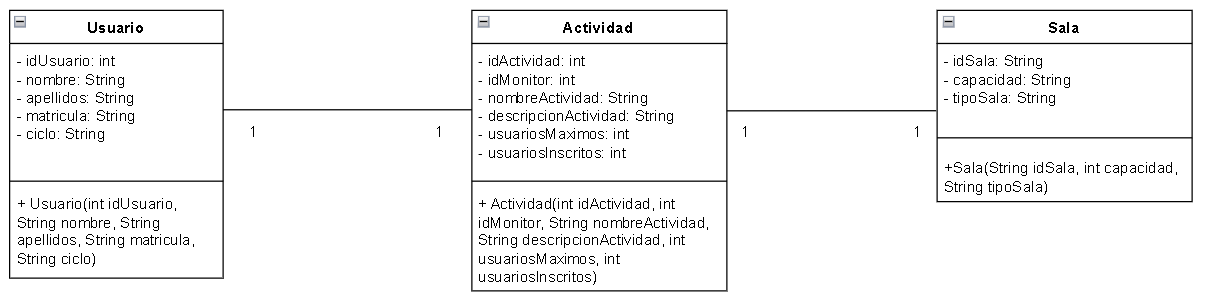 Usuario
- idUsuario: int
- nombre: String
- apellidos: String
- matricula: String
- ciclo: String
+ Usuario(int idUsuario,
String nombre, String
apellidos, String matricula,
String ciclo)
1
1
Actividad
- idActividad: int
- idMonitor: int
- nombreActividad: String
- descripcionActividad: String
- usuariosMaximos: int
- usuariosInscritos: int
+ Actividad(int idActividad, int
idMonitor, String nombreActividad,
String descripcionActividad, int
usuariosMaximos, int
usuariosInscritos)
1
1
Sala
- idSala: String
- capacidad: String
- tipoSala: String
+Sala(String idSala, int capacidad,
String tipoSala)